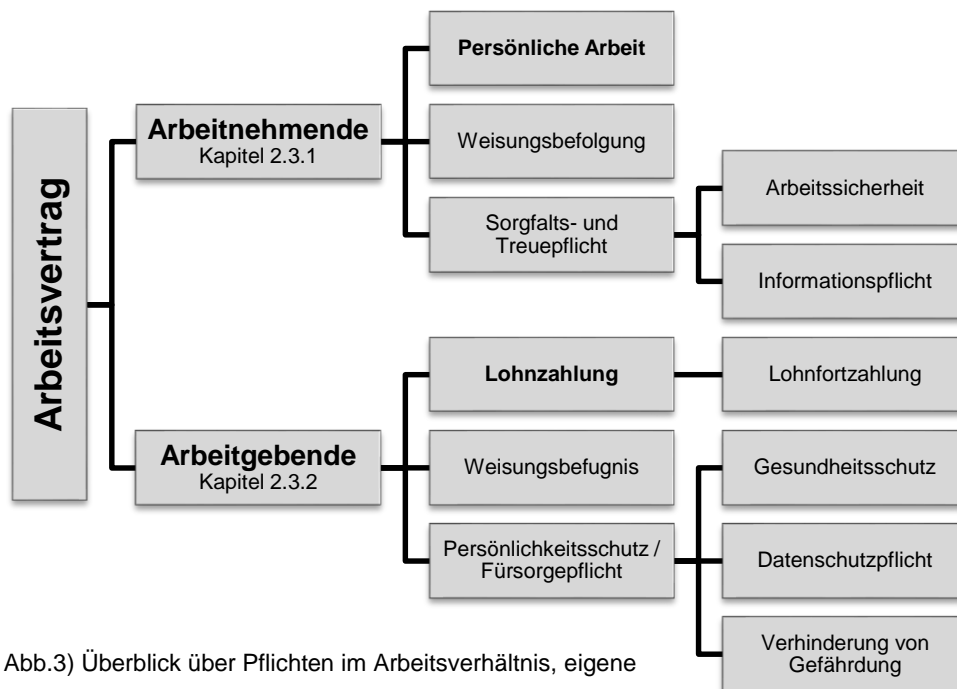 Arbeitsvertrag
Arbeitnehmende
Kapitel 2.3.1
Persönliche Arbeit
Weisungsbefolgung
Sorgfalts- und
Treuepflicht
Arbeitssicherheit
Informationspflicht
Arbeitgebende
Kapitel 2.3.2
Lohnzahlung
Lohnfortzahlung
Weisungsbefugnis
Persönlichkeitsschutz /
Fürsorgepflicht
Gesundheitsschutz
Datenschutzpflicht
Verhinderung von
Gefährdung
Abb.3) Überblick über Pflichten im Arbeitsverhältnis, eigene